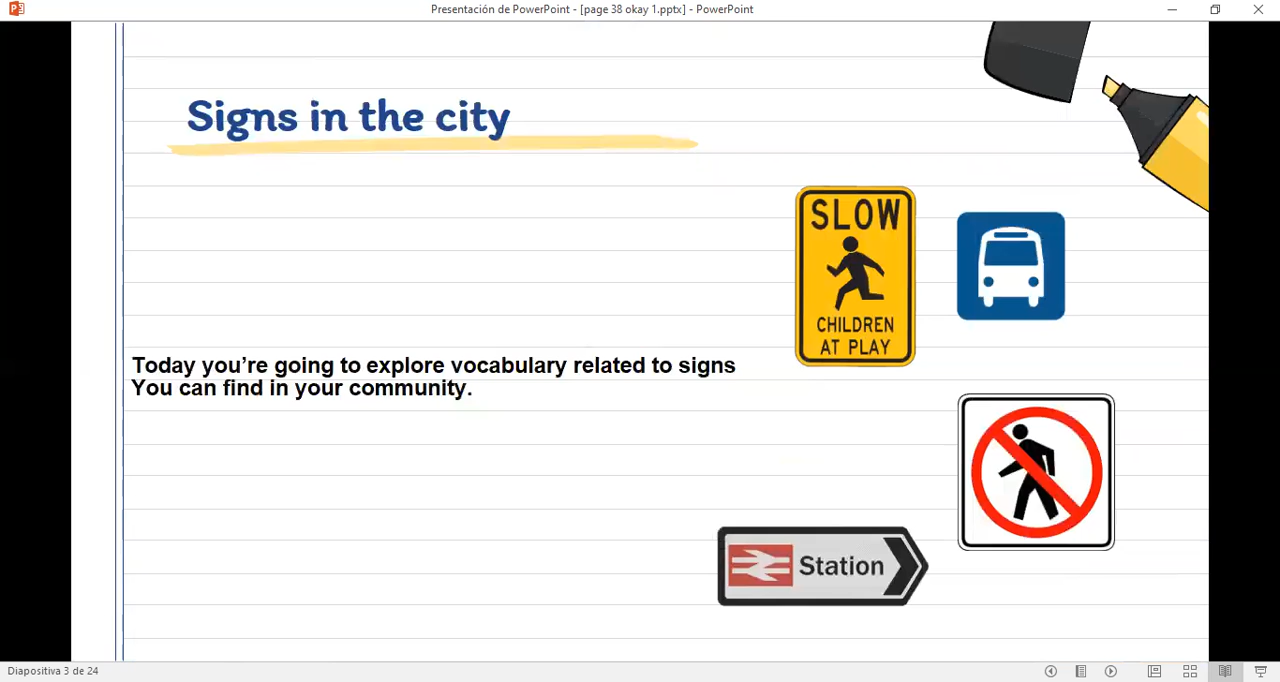 Presentación de PowerPoint - [page 38 okay 1.pptx] - PowerPoint
Signs in the city
SLOW
CHILDREN
AT PLAY
Today you’re going to explore vocabulary related to signs
You can find in your community.
Station
Diapositiva 3 de 24